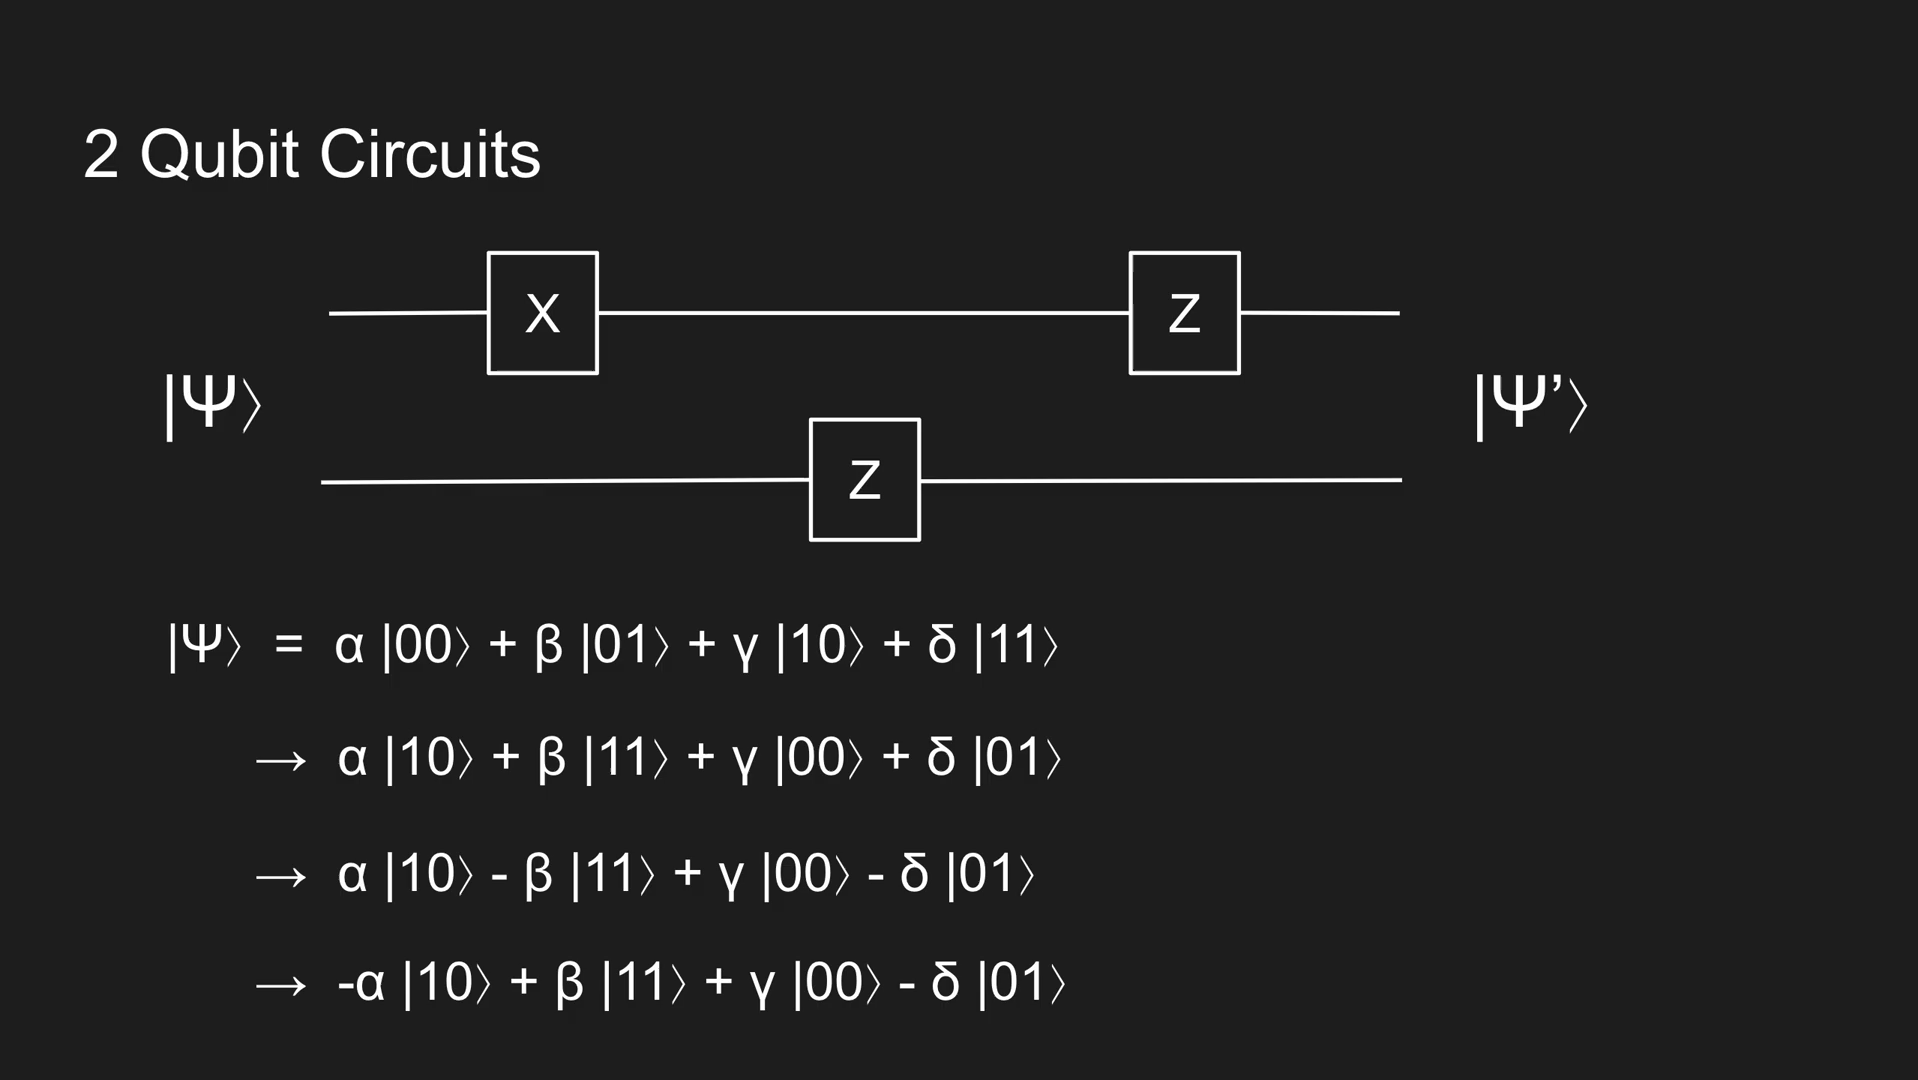 2 Qubit Circuits
X
Z
|Ψ⟩
|Ψ’⟩
Z
|Ψ⟩ = α |00⟩ + β |01⟩ + γ |10⟩ + δ |11⟩
→ α |10⟩ + β |11⟩ + γ |00⟩ + δ |01⟩
→ α |10⟩ - β |11⟩ + γ |00⟩ - δ |01⟩
→ -α |10⟩ + β |11⟩ + γ |00⟩ - δ |01⟩